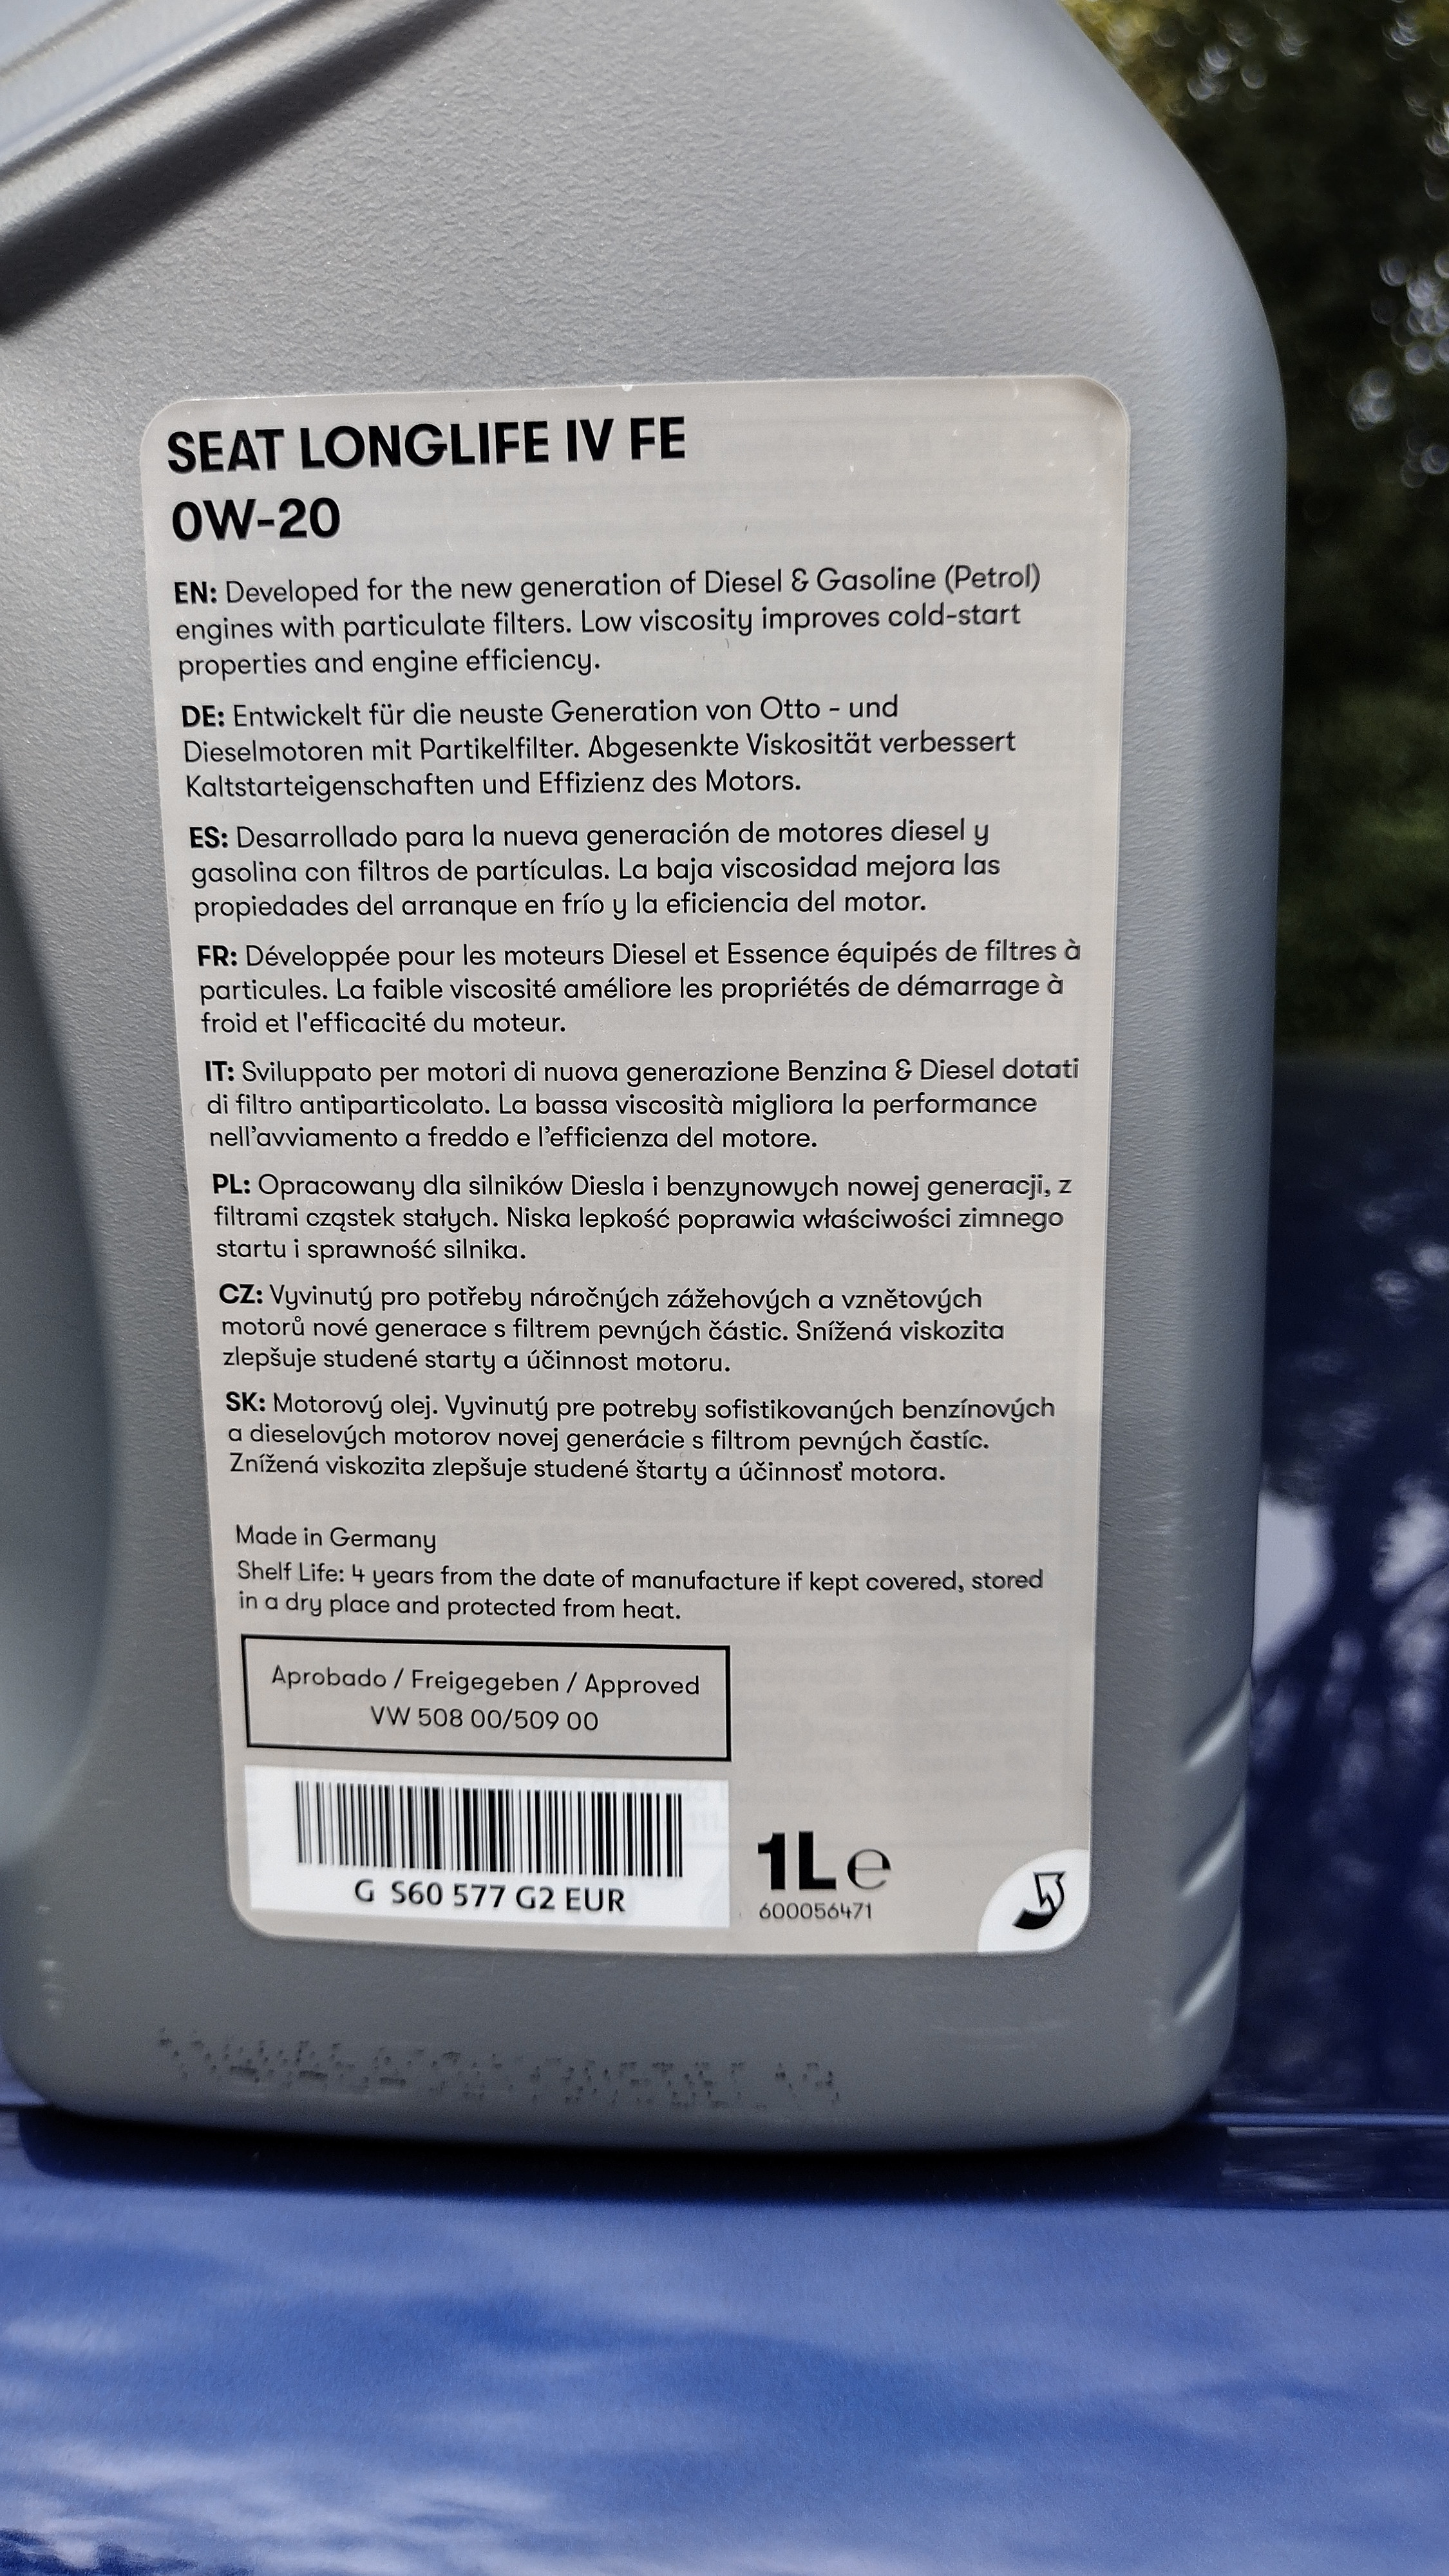 SEAT LONGLIFE IV FE
0W-20
EN: Developed for the new generation of Diesel & Gasoline (Petrol)
engines with particulate filters. Low viscosity improves cold-start
properties and engine efficiency.
DE: Entwickelt für die neuste Generation von Otto - und
Dieselmotoren mit Partikelfilter. Abgesenkte Viskosität verbessert
Kaltstarteigenschaften und Effizienz des Motors.
ES: Desarrollado para la nueva generación de motores diesel y
gasolina con filtros de partículas. La baja viscosidad mejora las
propiedades del arranque en frío y la eficiencia del motor.
FR: Développée pour les moteurs Diesel et Essence équipés de filtres à
particules. La faible viscosité améliore les propriétés de démarrage à
froid et l'efficacité du moteur.
IT: Sviluppato per motori di nuova generazione Benzina & Diesel dotati
di filtro antiparticolato. La bassa viscosità migliora la performance
nell’avviamento a freddo e l’efficienza del motore.
PL: Opracowany dla silników Diesla i benzynowych nowej generacji, z
filtrami cząstek stałych. Niska lepkość poprawia właściwości zimnego
startu i sprawność silnika.
CZ: Vyvinutý pro potřeby náročných zážehových a vznětových
motorů nové generace s filtrem pevných částic. Snížená viskozita
zlepšuje studené starty a účinnost motoru.
SK: Motorový olej. Vyvinutý pre potreby sofistikovaných benzínových
a dieselových motorov novej generácie s filtrom pevných častíc.
Znížená viskozita zlepšuje studené štarty a účinnosť motora.
Made in Germany
Shelf Life: 4 years from the date of manufacture if kept covered, stored
in a dry place and protected from heat.
Aprobado / Freigegeben / Approved
VW 508 00/509 00
G S60 577 G2 EUR
1L e
600056471